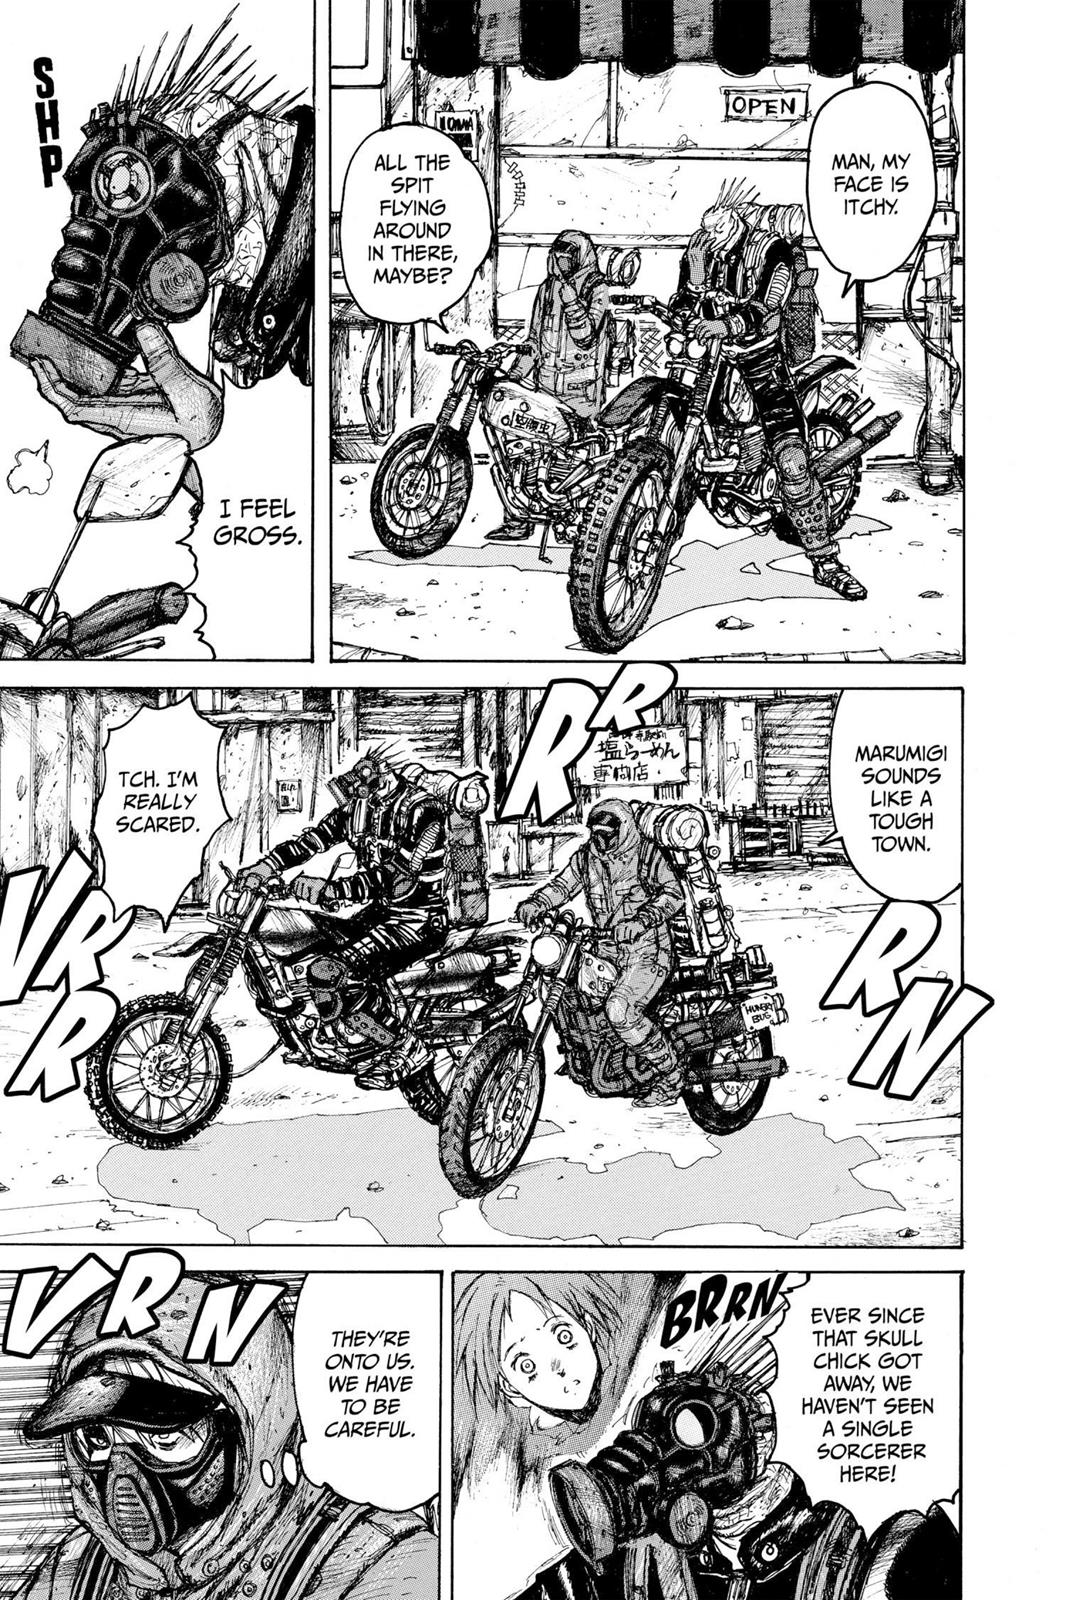 OPEN
MAN, MY
FACE IS
ITCHY.
ALL THE
SPIT
FLYING
AROUND
IN THERE,
MAYBE?
SHP
I FEEL
GROSS.
RR
塩らーめん
専門店
MARUMIGI
SOUNDS
LIKE A
TOUGH
TOWN.
RN
HUNGRY
BUG
TCH. I'M
REALLY
SCARED.
VRR
R
BRRN
EVER SINCE
THAT SKULL
CHICK GOT
AWAY, WE
HAVEN'T SEEN
A SINGLE
SORCERER
HERE!
THEY'RE
ONTO US.
WE HAVE
TO BE
CAREFUL.
VRN